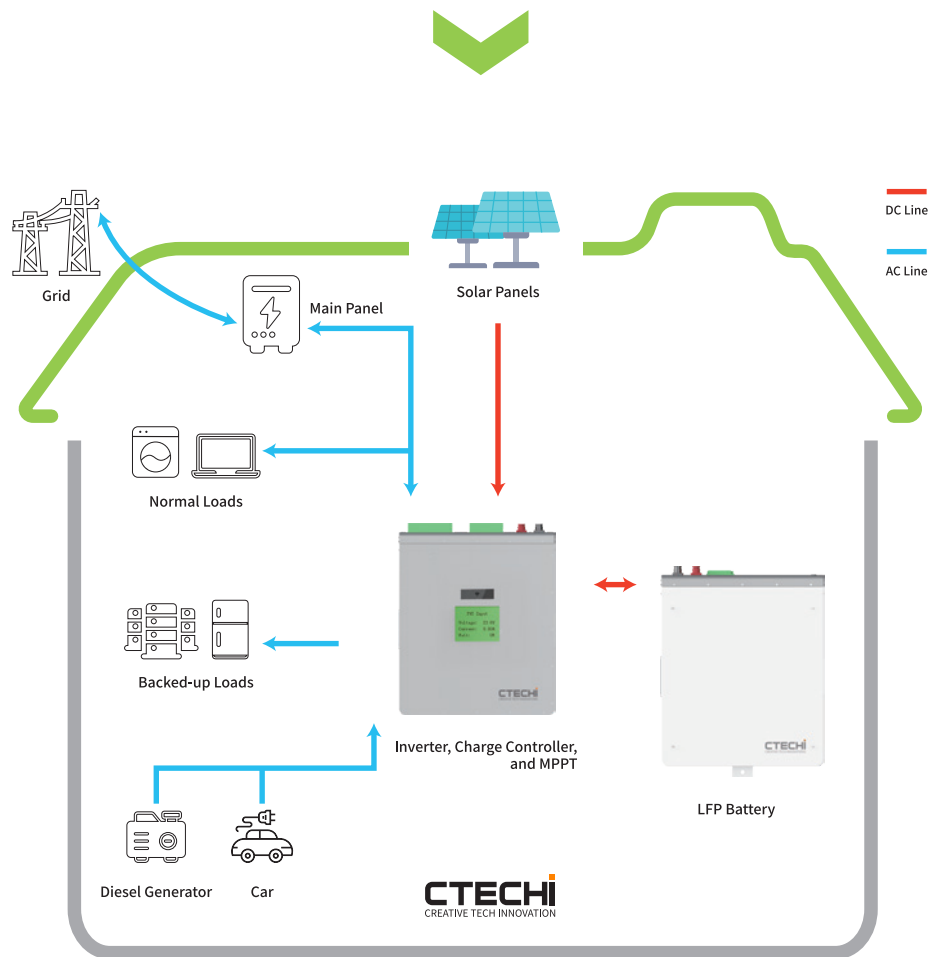 DC Line
AC Line
Grid
Main Panel
Solar Panels
Normal Loads
Backed-up Loads
CTECHi
Inverter, Charge Controller,
and MPPT
CTECHi
LFP Battery
Diesel Generator
Car
CTECHi
CREATIVE TECH INNOVATION